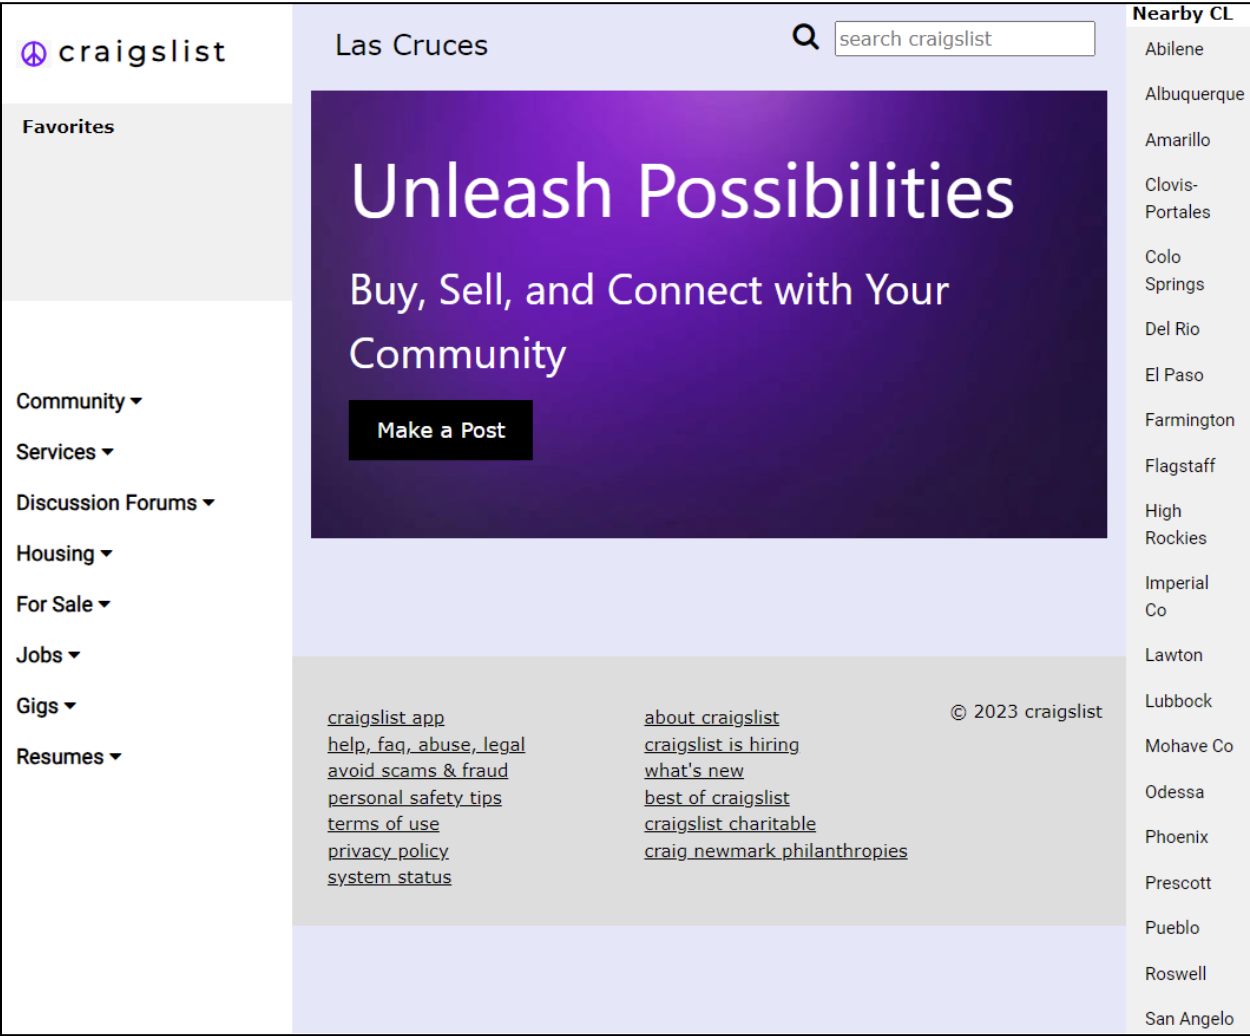 craigslist
Favorites
Community
Services
Discussion Forums
Housing
For Sale
Jobs
Gigs
Resumes
Las Cruces
search craigslist
Unleash Possibilities
Buy, Sell, and Connect with Your
Community
Make a Post
craigslist app
help, faq, abuse, legal
avoid scams & fraud
personal safety tips
terms of use
privacy policy
system status
about craigslist
craigslist is hiring
what's new
best of craigslist
craigslist charitable
craig newmark philanthropies
© 2023 craigslist
Nearby CL
Abilene
Albuquerque
Amarillo
Clovis-
Portales
Colo
Springs
Del Rio
El Paso
Farmington
Flagstaff
High
Rockies
Imperial
Co
Lawton
Lubbock
Mohave Co
Odessa
Phoenix
Prescott
Pueblo
Roswell
San Angelo